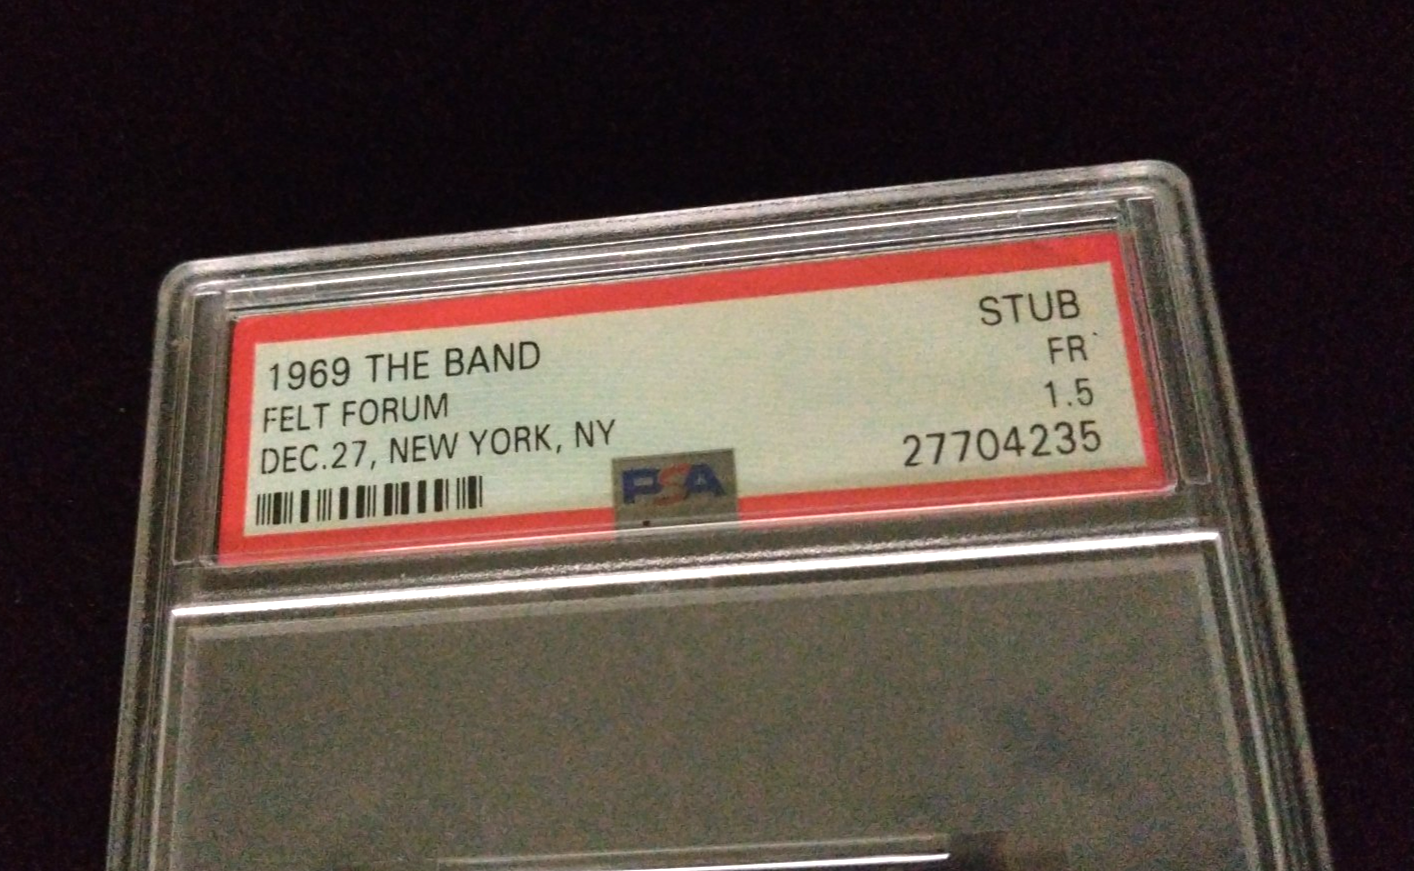 1969 THE BAND
FELT FORUM
DEC.27, NEW YORK, NY
STUB
FR
1.5
27704235
PSA